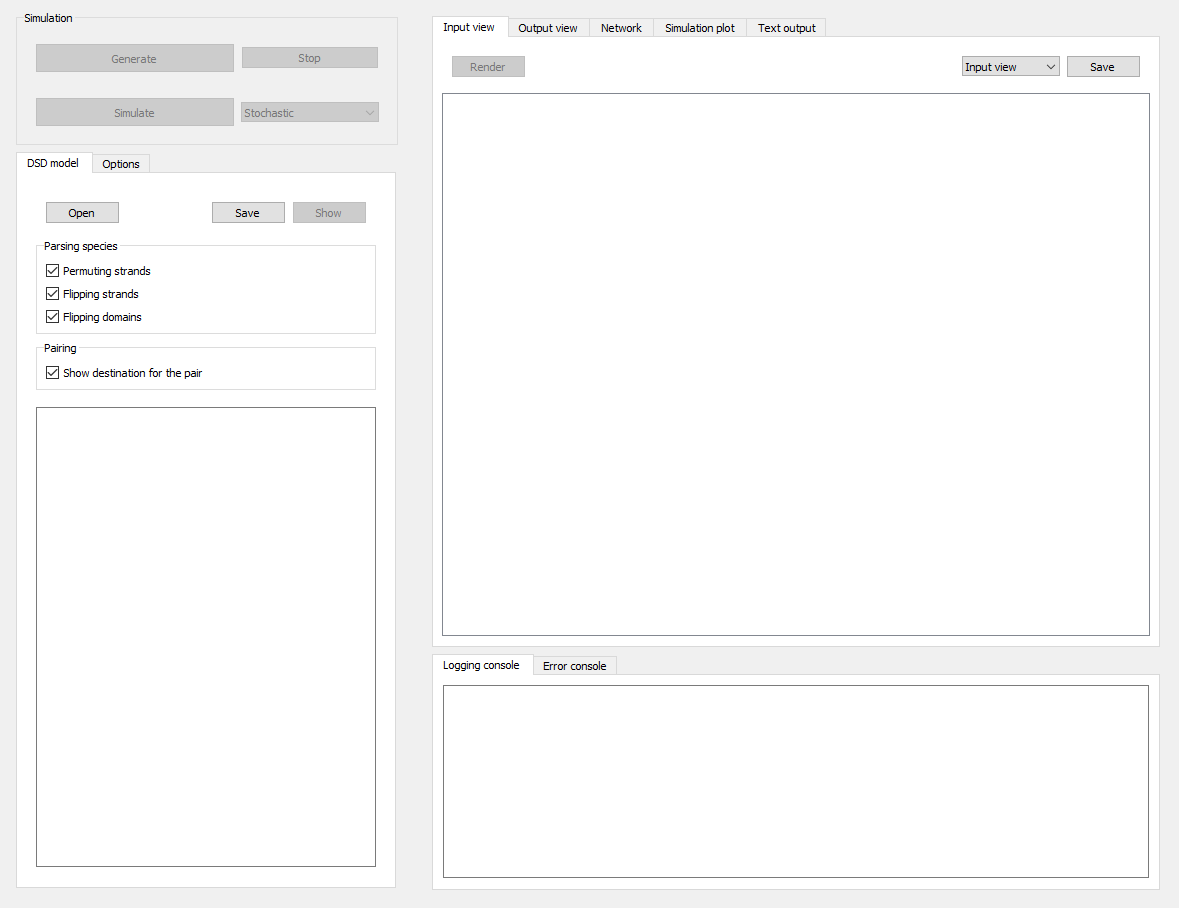 Simulation
Generate
Stop
Simulate
Stochastic
DSD model
Options
Open
Save
Show
Parsing species
Permuting strands
Flipping strands
Flipping domains
Pairing
Show destination for the pair
Input view
Output view
Network
Simulation plot
Text output
Render
Input view
Save
Logging console
Error console